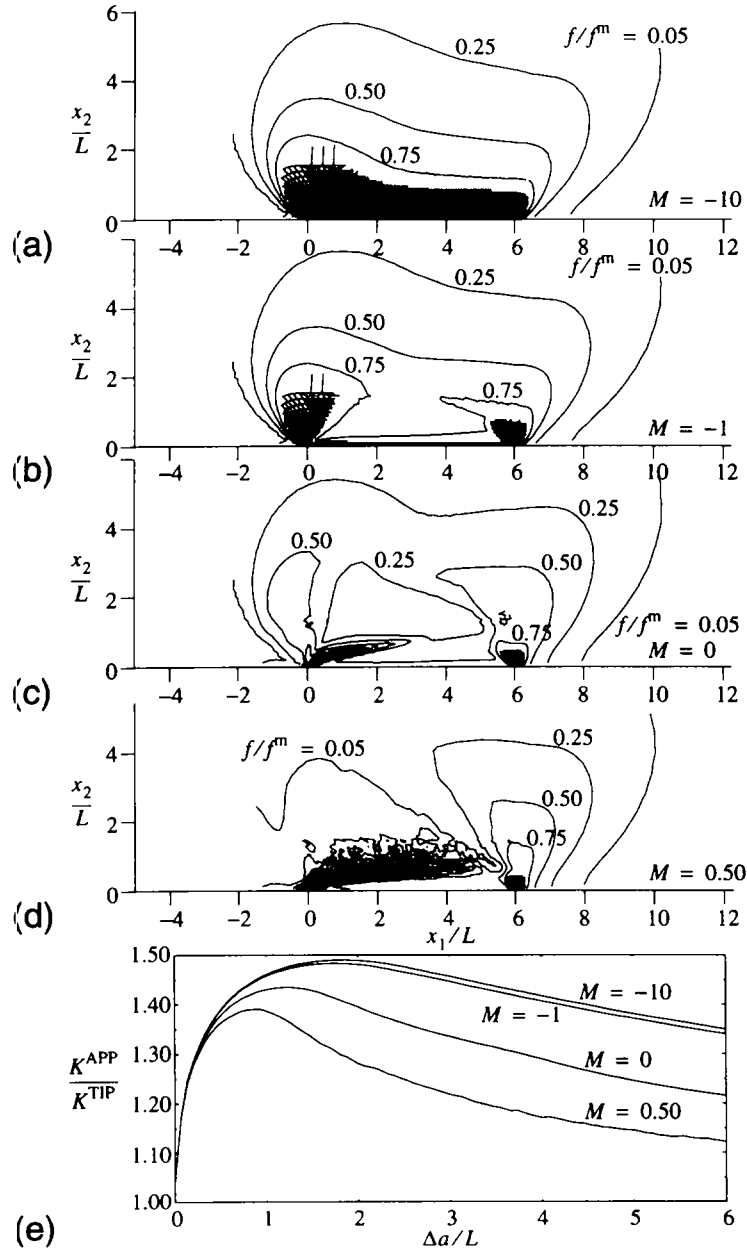 6
f/fᵐ = 0.05
0.25
x₂/L
4
0.50
2
0.75
0
M = −10
(a)
−4 −2 0 2 4 6 8 10 12
0.25
f/fᵐ = 0.05
4
x₂/L
0.50
2
0.75
0.75
0
M = −1
(b)
−4 −2 0 2 4 6 8 10 12
0.25
4
x₂/L
0.50
0.25
0.50
2
0.75
f/fᵐ = 0.05
0
M = 0
(c)
−4 −2 0 2 4 6 8 10 12
f/fᵐ = 0.05
0.25
4
x₂/L
0.50
2
0.75
0
M = 0.50
(d)
−4 −2 0 2 4 6 8 10 12
x₁/L
1.50
1.40
M = −10
M = −1
1.30
K^APP/K^TIP
M = 0
1.20
M = 0.50
1.10
1.00
(e)
0 1 2 3 4 5 6
Δa/L